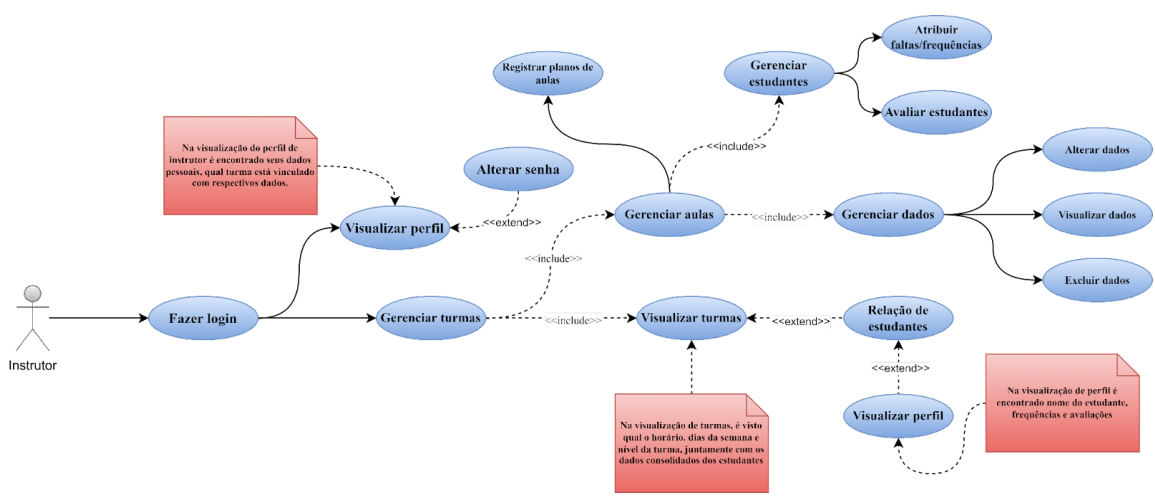 Atribuir
faltas/frequências
Registrar planos de
aulas
Gerenciar
estudantes
Avaliar estudantes
Na visualização do perfil de
instrutor é encontrado seus dados
pessoais, qual turma está vinculado
com respectivos dados.
<<include>>
Alterar dados
Alterar senha
<<extend>>
Visualizar perfil
Gerenciar aulas
<<include>>
Gerenciar dados
Visualizar dados
<<include>>
Excluir dados
Instrutor
Fazer login
Gerenciar turmas
<<include>>
Visualizar turmas
<<extend>>
Relação de
estudantes
<<extend>>
Visualizar perfil
Na visualização de perfil é
encontrado nome do estudante,
frequências e avaliações
Na visualização de turmas, é visto
qual o horário. dias da semana e
nível da turma, juntamente com os
dados consolidados dos estudantes